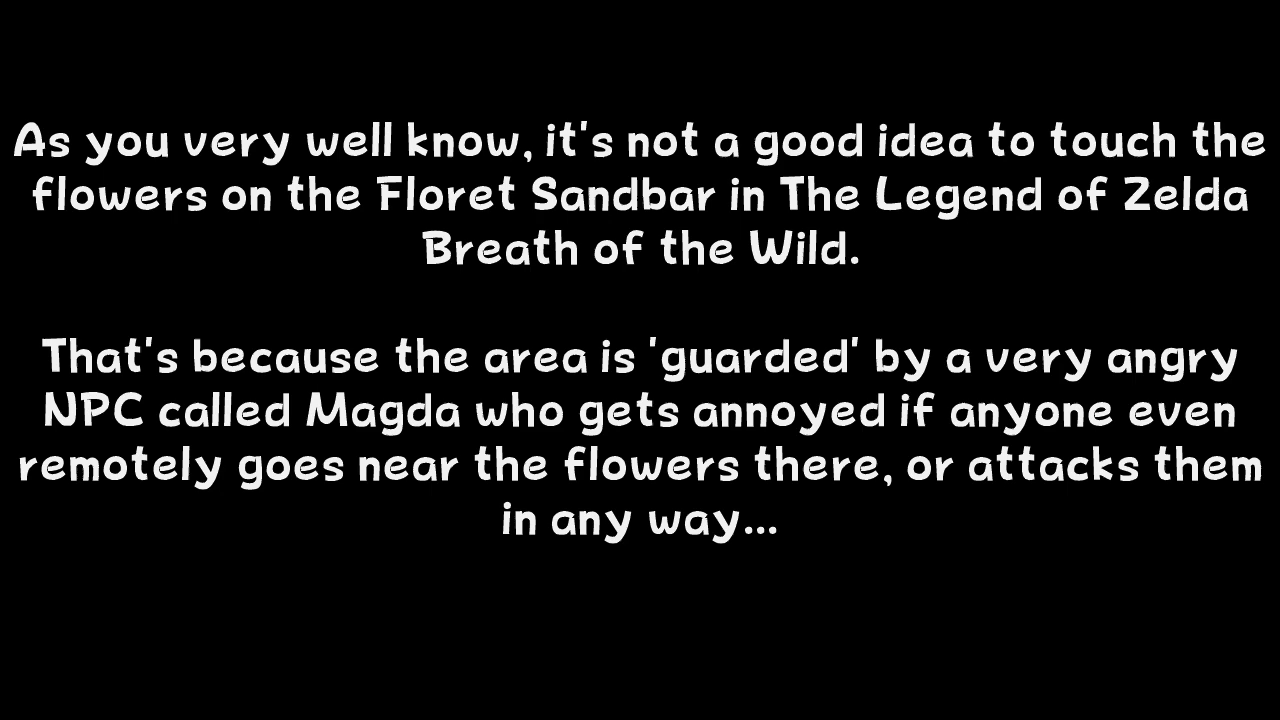 As you very well know, it's not a good idea to touch the
flowers on the Floret Sandbar in The Legend of Zelda
Breath of the Wild.
That's because the area is 'guarded' by a very angry
NPC called Magda who gets annoyed if anyone even
remotely goes near the flowers there, or attacks them
in any way...